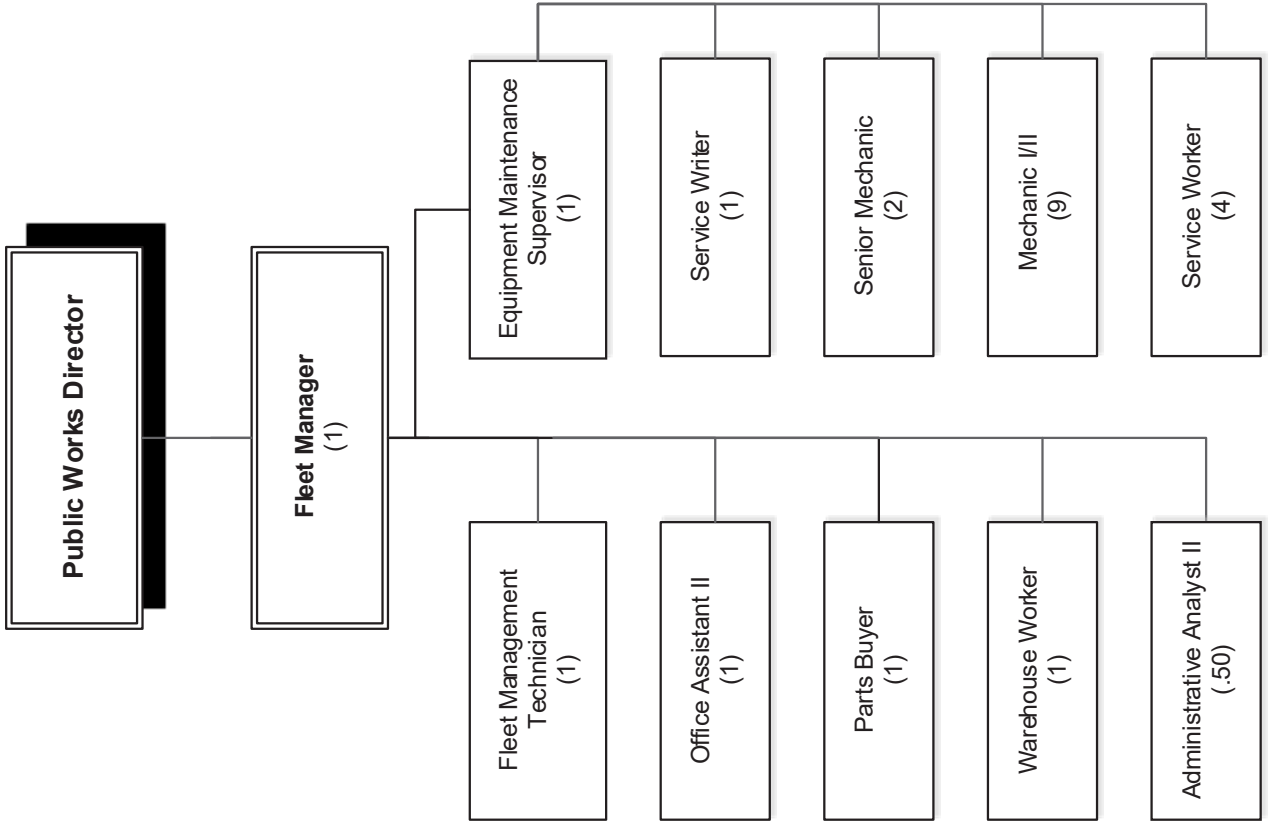 Public Works Director
Fleet Manager
(1)
Fleet Management
Technician
(1)
Office Assistant II
(1)
Parts Buyer
(1)
Warehouse Worker
(1)
Administrative Analyst II
(.50)
Equipment Maintenance
Supervisor
(1)
Service Writer
(1)
Senior Mechanic
(2)
Mechanic I/II
(9)
Service Worker
(4)